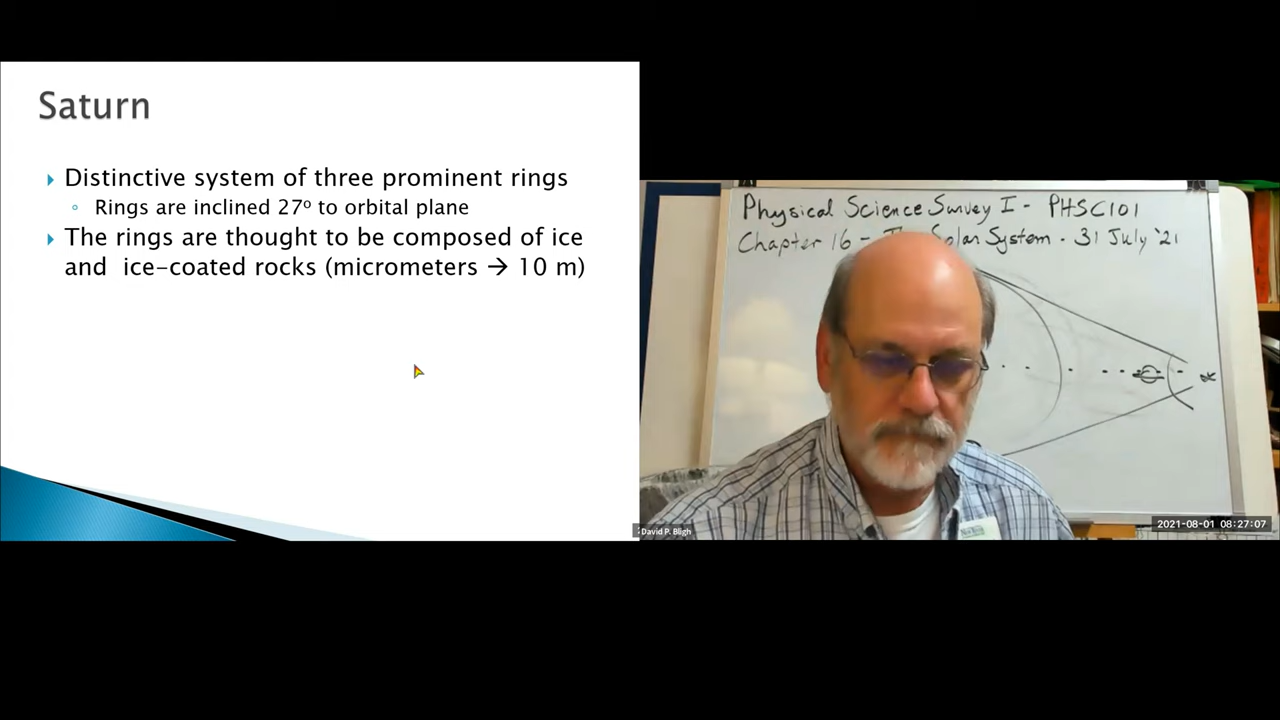 Saturn
Distinctive system of three prominent rings
Rings are inclined 27º to orbital plane
The rings are thought to be composed of ice
and ice-coated rocks (micrometers → 10 m)
Physical Science Survey I - PHSC101
Chapter 16 - The Solar System - 31 July '21
David P. Bligh
2021-08-01 08:27:07